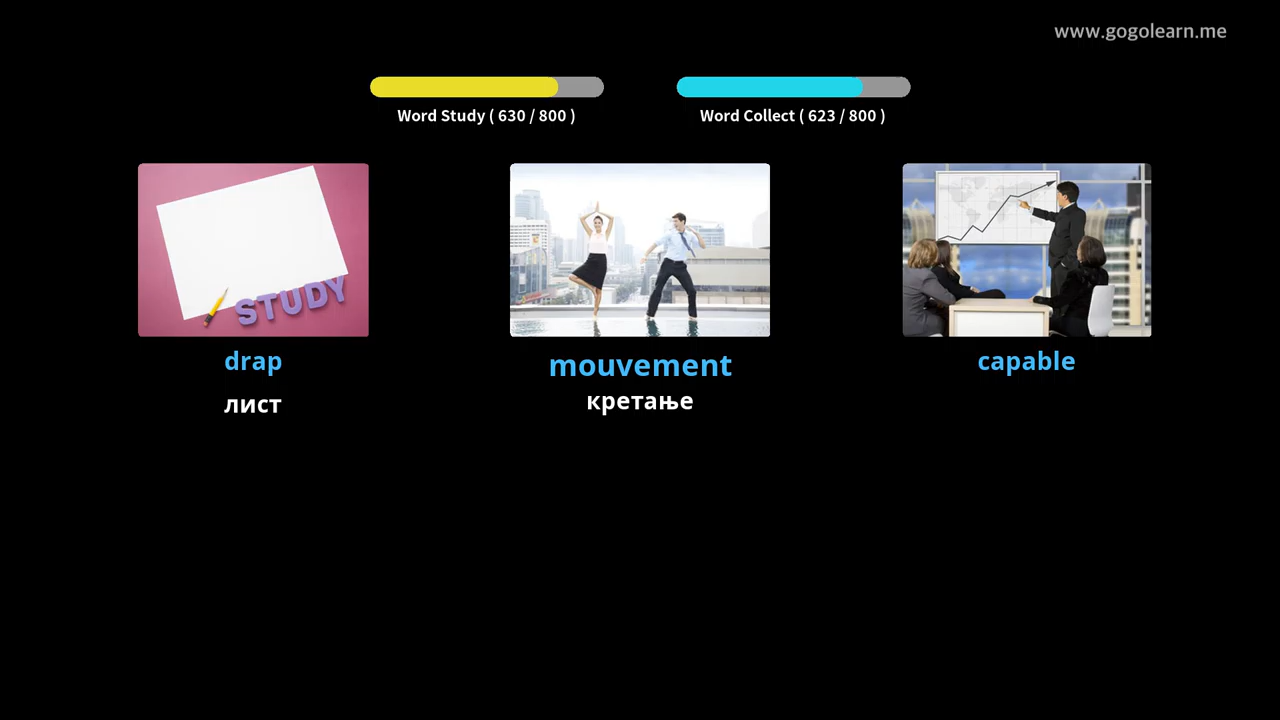 www.gogolearn.me
Word Study ( 630 / 800 )
Word Collect ( 623 / 800 )
STUDY
drap
mouvement
capable
лист
кретање